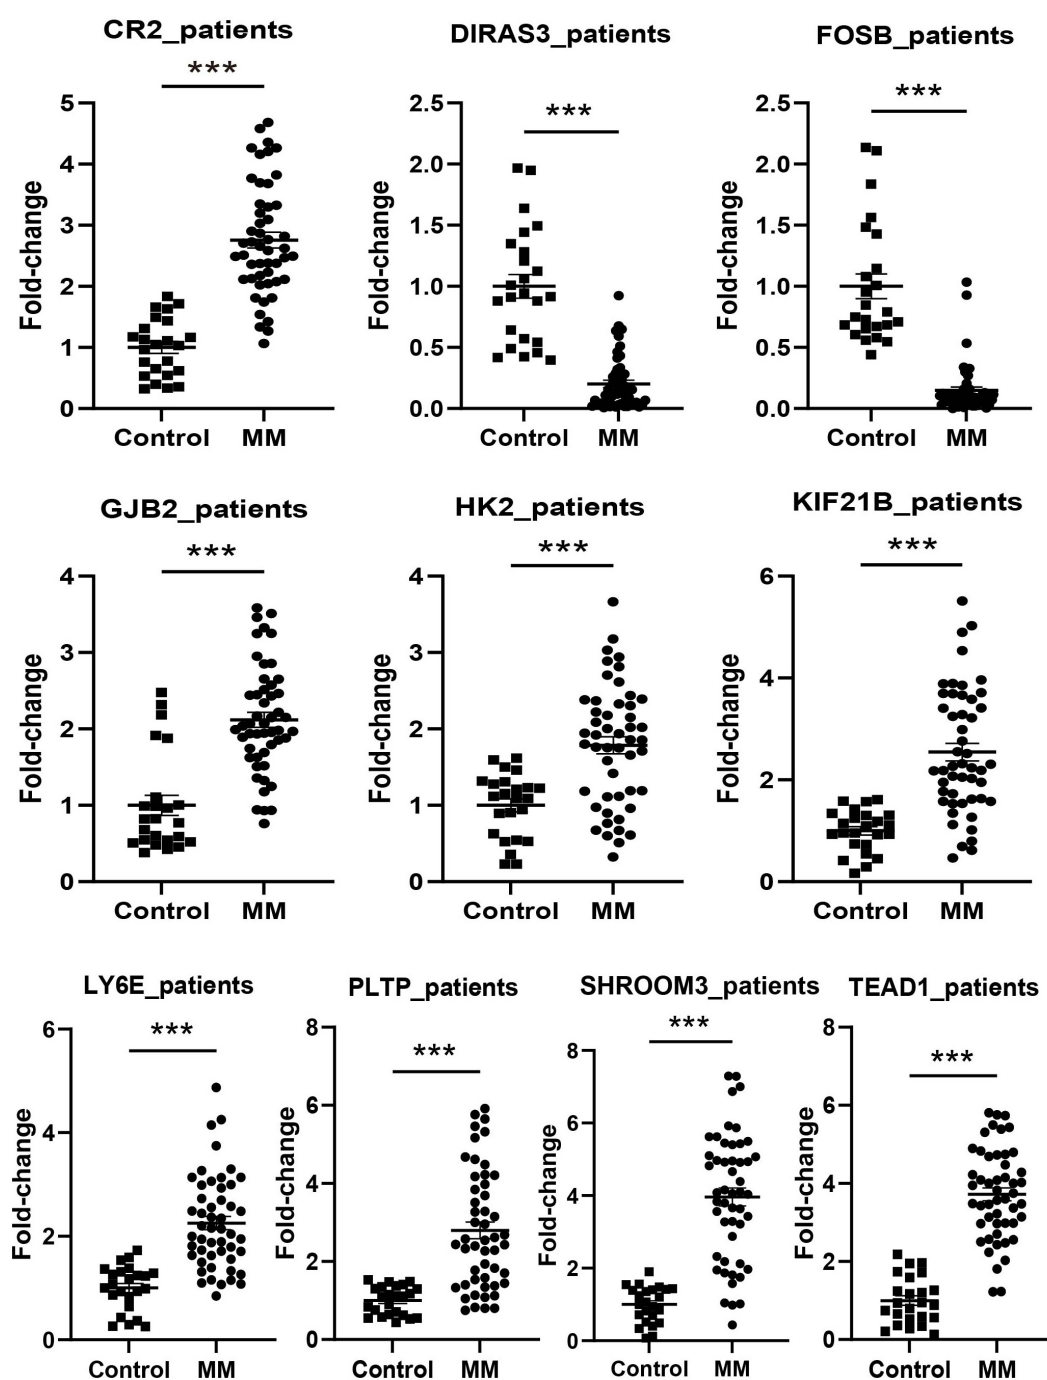 CR2_patients
DIRAS3_patients
FOSB_patients
***
***
***
Fold-change
5
4
3
2
1
0
Control MM
Fold-change
2.5
2.0
1.5
1.0
0.5
0.0
Control MM
Fold-change
2.5
2.0
1.5
1.0
0.5
0.0
Control MM
GJB2_patients
HK2_patients
KIF21B_patients
***
***
***
Fold-change
4
3
2
1
0
Control MM
Fold-change
4
3
2
1
0
Control MM
Fold-change
6
4
2
0
Control MM
LY6E_patients
PLTP_patients
SHROOM3_patients
TEAD1_patients
***
***
***
***
Fold-change
6
4
2
0
Control MM
Fold-change
8
6
4
2
0
Control MM
Fold-change
8
6
4
2
0
Control MM
Fold-change
8
6
4
2
0
Control MM